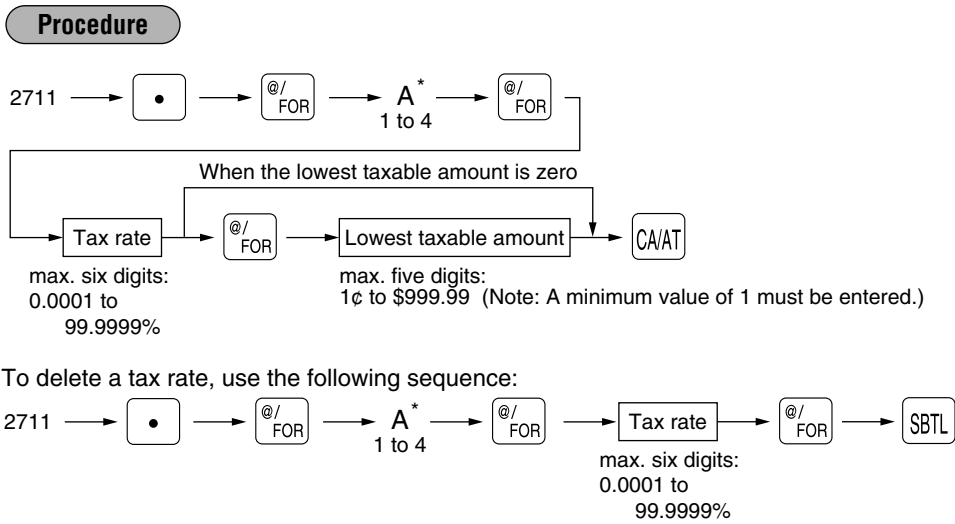 Procedure
2711 • @/FOR A* @/FOR
1 to 4
When the lowest taxable amount is zero
Tax rate @/FOR Lowest taxable amount CA/AT
max. six digits: max. five digits:
0.0001 to 1¢ to $999.99 (Note: A minimum value of 1 must be entered.)
99.9999%
To delete a tax rate, use the following sequence:
2711 • @/FOR A* @/FOR Tax rate @/FOR SBTL
1 to 4
max. six digits:
0.0001 to
99.9999%